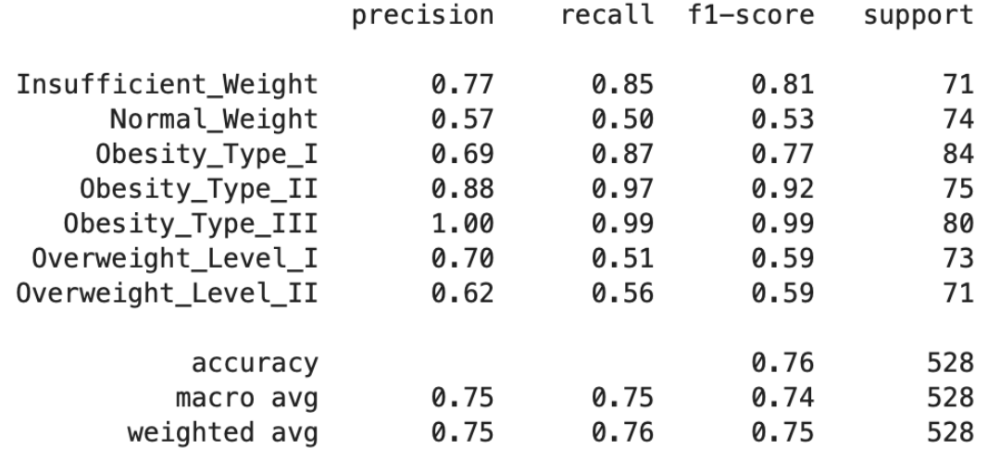 precision recall f1-score support
Insufficient_Weight 0.77 0.85 0.81 71
Normal_Weight 0.57 0.50 0.53 74
Obesity_Type_I 0.69 0.87 0.77 84
Obesity_Type_II 0.88 0.97 0.92 75
Obesity_Type_III 1.00 0.99 0.99 80
Overweight_Level_I 0.70 0.51 0.59 73
Overweight_Level_II 0.62 0.56 0.59 71
accuracy 0.76 528
macro avg 0.75 0.75 0.74 528
weighted avg 0.75 0.76 0.75 528